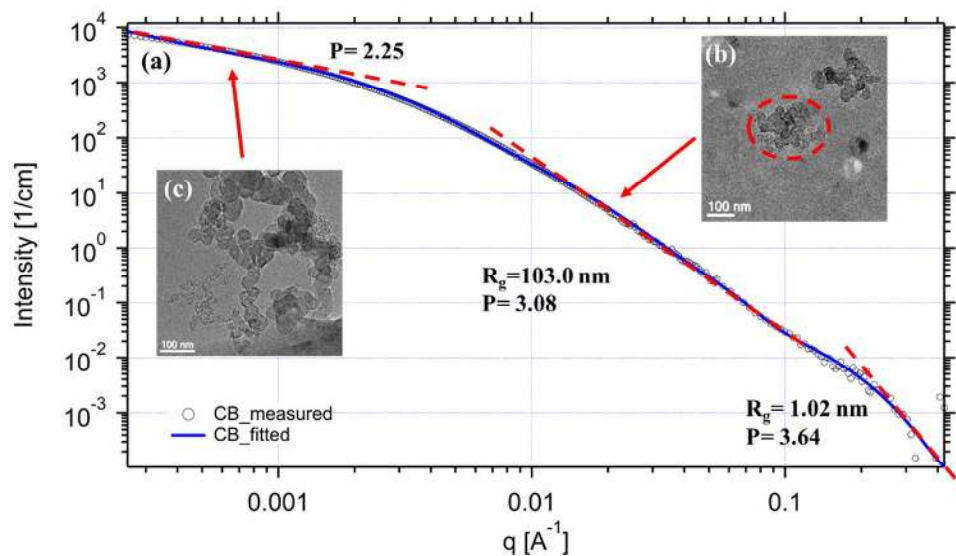 10⁴
10³
10²
10¹
10⁰
10⁻¹
10⁻²
10⁻³
Intensity [1/cm]
(a)
P= 2.25
(b)
100 nm
(c)
100 nm
R_g=103.0 nm
P= 3.08
R_g= 1.02 nm
P= 3.64
CB_measured
CB_fitted
0.001
0.01
0.1
q [A⁻¹]